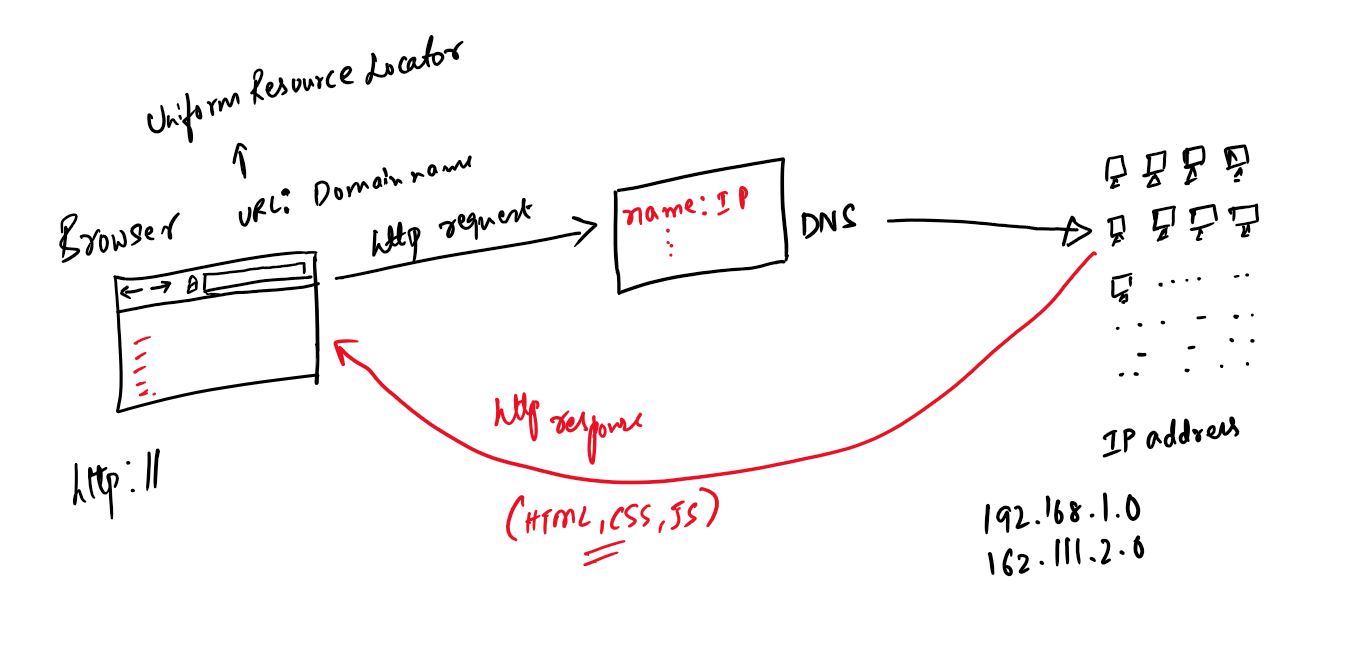 Uniform Resource Locator
URL: Domain name
Browser
http request
name: IP
DNS
http://
http response
(HTML, CSS, JS)
IP address
192.168.1.0
162.111.2.0